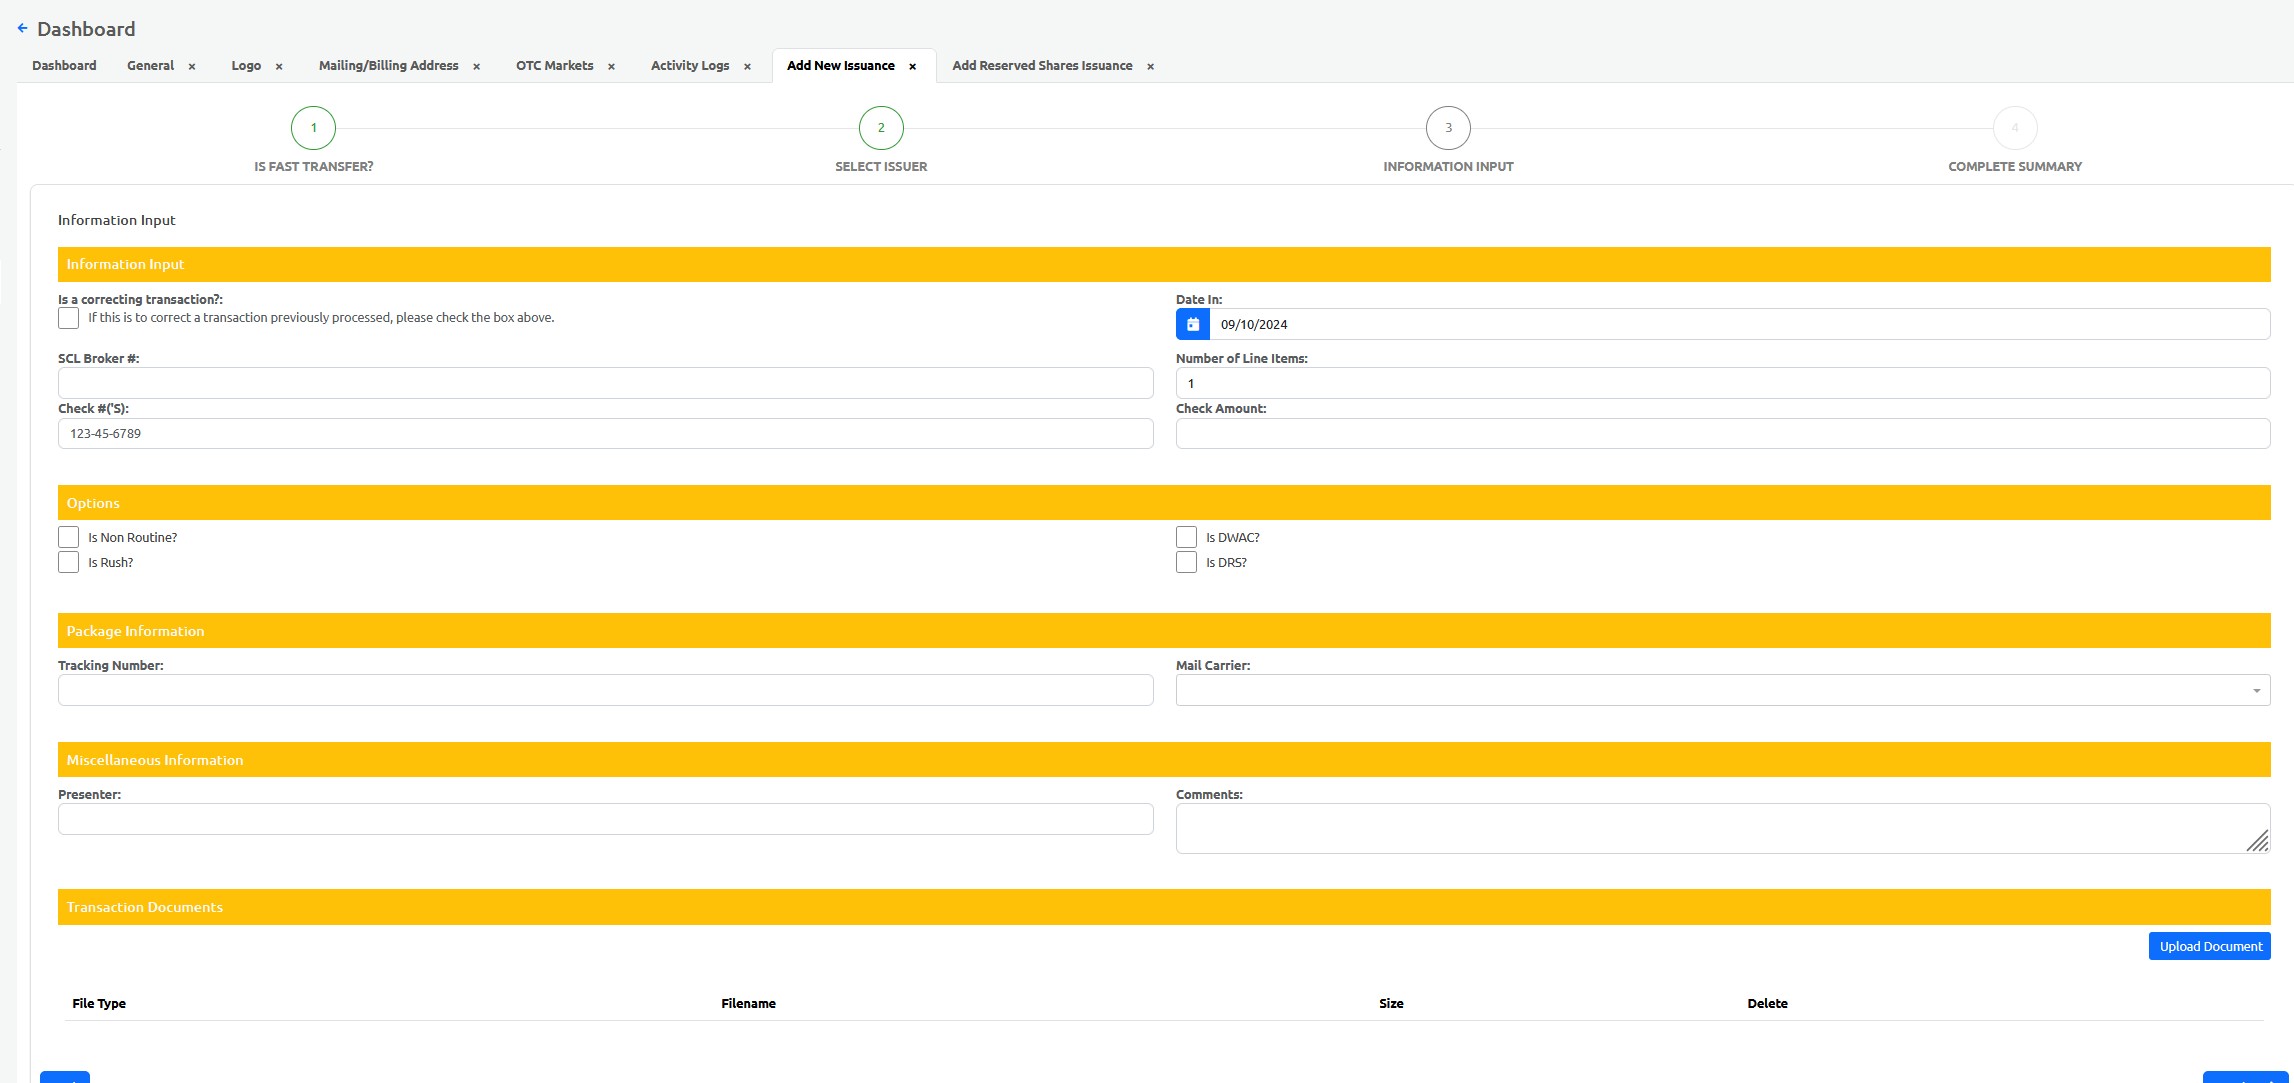 Dashboard
Dashboard General × Logo × Mailing/Billing Address × OTC Markets × Activity Logs × Add New Issuance × Add Reserved Shares Issuance ×
1 2 3 4
IS FAST TRANSFER? SELECT ISSUER INFORMATION INPUT COMPLETE SUMMARY
Information Input
Information Input
Is a correcting transaction?:
If this is to correct a transaction previously processed, please check the box above.
Date In:
09/10/2024
SCL Broker #:
Number of Line Items:
1
Check #('S):
123-45-6789
Check Amount:
Options
Is Non Routine?
Is DWAC?
Is Rush?
Is DRS?
Package Information
Tracking Number:
Mail Carrier:
Miscellaneous Information
Presenter:
Comments:
Transaction Documents
Upload Document
File Type Filename Size Delete